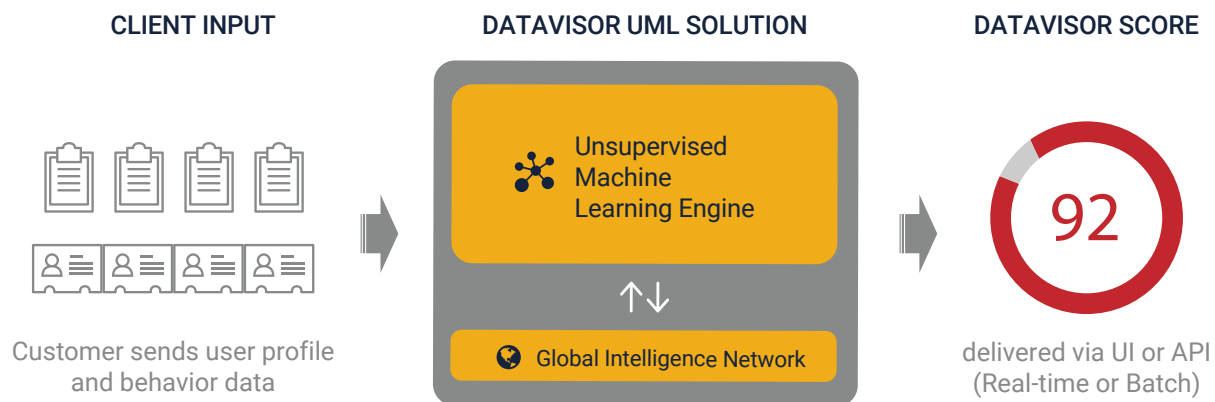 CLIENT INPUT
DATAVISOR UML SOLUTION
DATAVISOR SCORE
Unsupervised
Machine
Learning Engine
92
Global Intelligence Network
Customer sends user profile
and behavior data
delivered via UI or API
(Real-time or Batch)